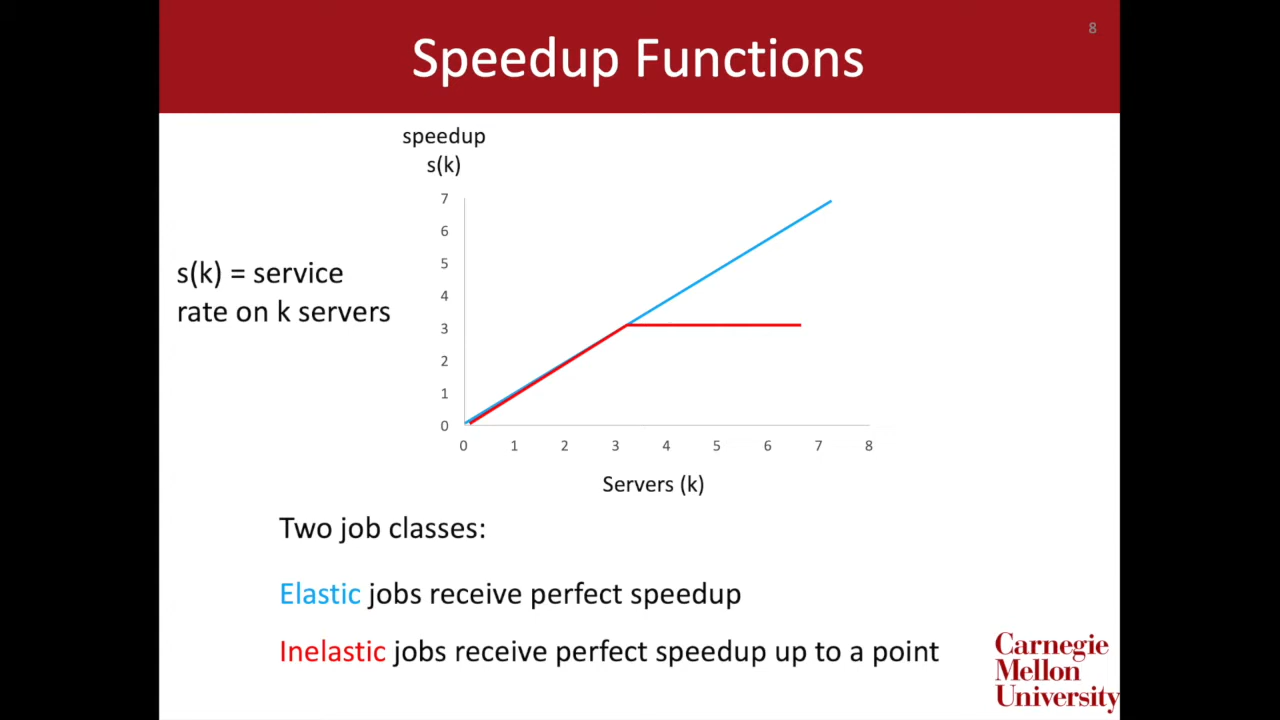 8
Speedup Functions
speedup
s(k)
7
6
5
4
3
2
1
0
0 1 2 3 4 5 6 7 8
Servers (k)
s(k) = service
rate on k servers
Two job classes:
Elastic jobs receive perfect speedup
Inelastic jobs receive perfect speedup up to a point
Carnegie
Mellon
University